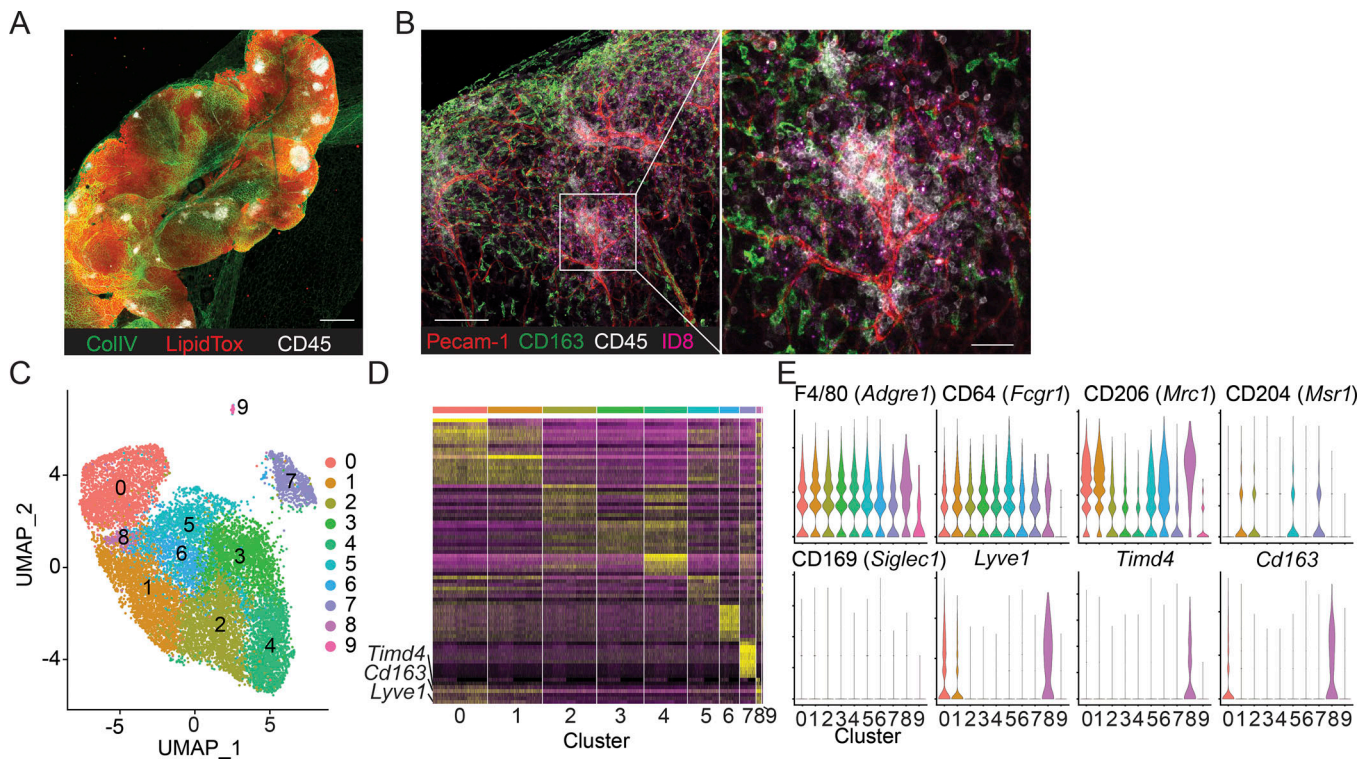 A
ColIV LipidTox CD45
B
Pecam-1 CD163 CD45 ID8
C
9
0
7
5
8
6
3
1
2
4
4
0
-4
-5 0 5
UMAP_2
UMAP_1
0
1
2
3
4
5
6
7
8
9
D
Timd4
Cd163
Lyve1
0 1 2 3 4 5 6 7 8 9
Cluster
E
F4/80 (Adgre1) CD64 (Fcgr1) CD206 (Mrc1) CD204 (Msr1)
CD169 (Siglec1) Lyve1 Timd4 Cd163
0123456789 0123456789 0123456789 0123456789
Cluster